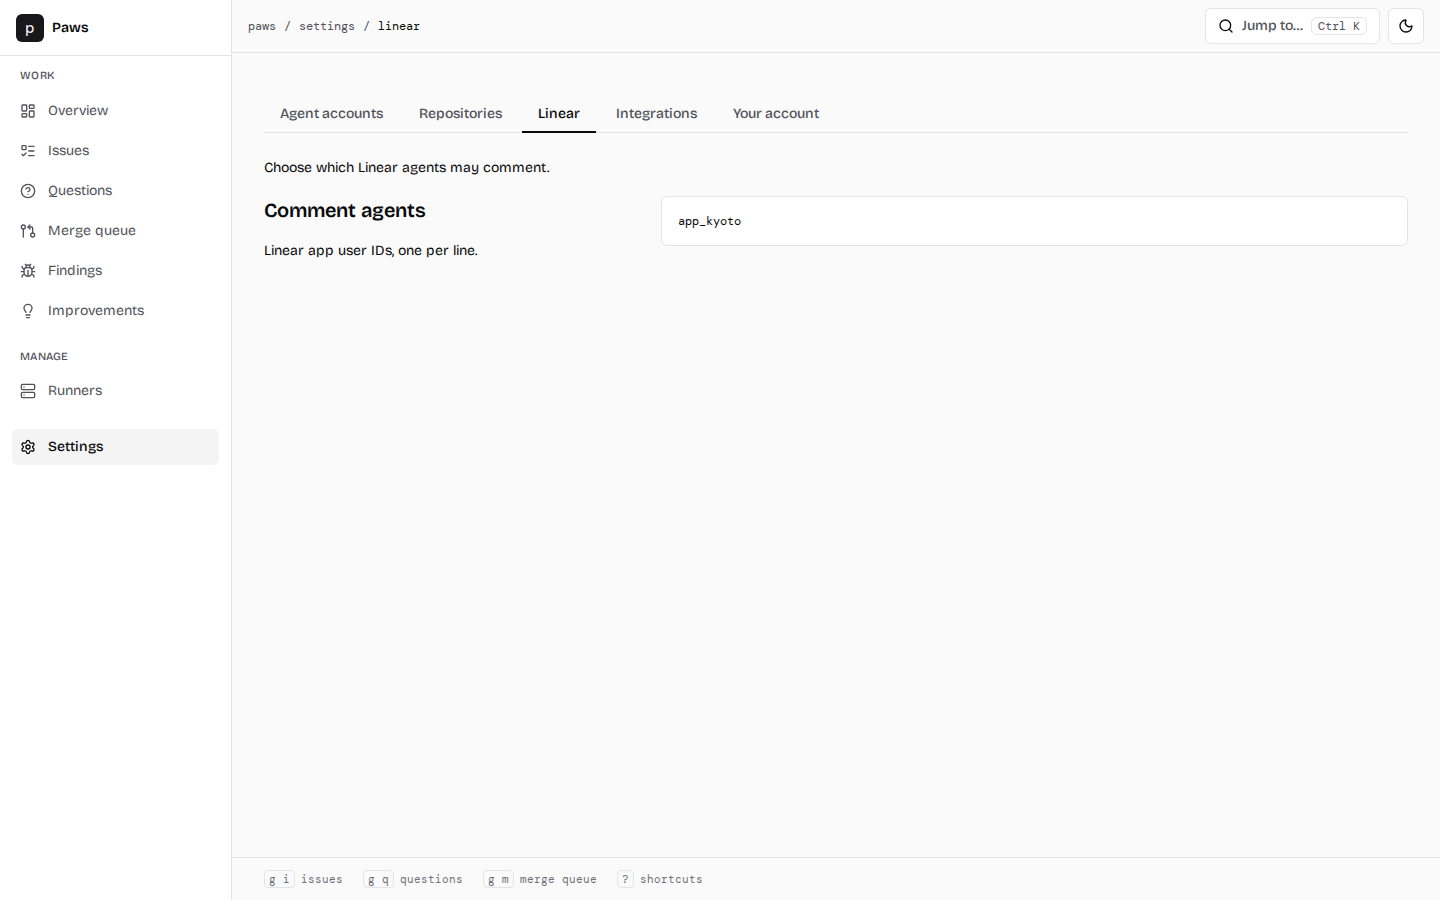 p Paws
WORK
Overview
Issues
Questions
Merge queue
Findings
Improvements
MANAGE
Runners
Settings
paws / settings / linear
Jump to... Ctrl K
Agent accounts Repositories Linear Integrations Your account
Choose which Linear agents may comment.
Comment agents
Linear app user IDs, one per line.
app_kyoto
g i issues g q questions g m merge queue ? shortcuts